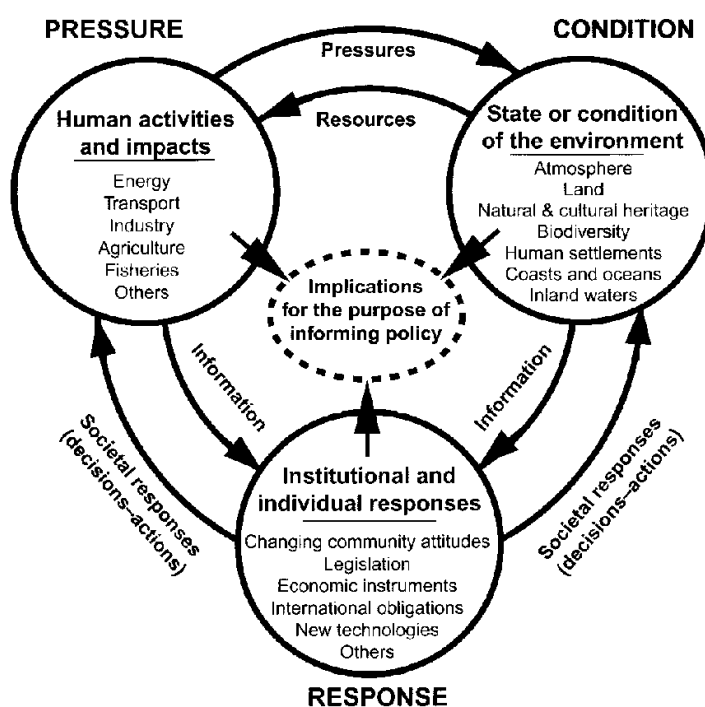 PRESSURE
CONDITION
Pressures
Resources
Human activities
and impacts
Energy
Transport
Industry
Agriculture
Fisheries
Others
State or condition
of the environment
Atmosphere
Land
Natural & cultural heritage
Biodiversity
Human settlements
Coasts and oceans
Inland waters
Implications
for the purpose of
informing policy
Information
Information
Societal responses
(decisions–actions)
Societal responses
(decisions–actions)
Institutional and
individual responses
Changing community attitudes
Legislation
Economic instruments
International obligations
New technologies
Others
RESPONSE